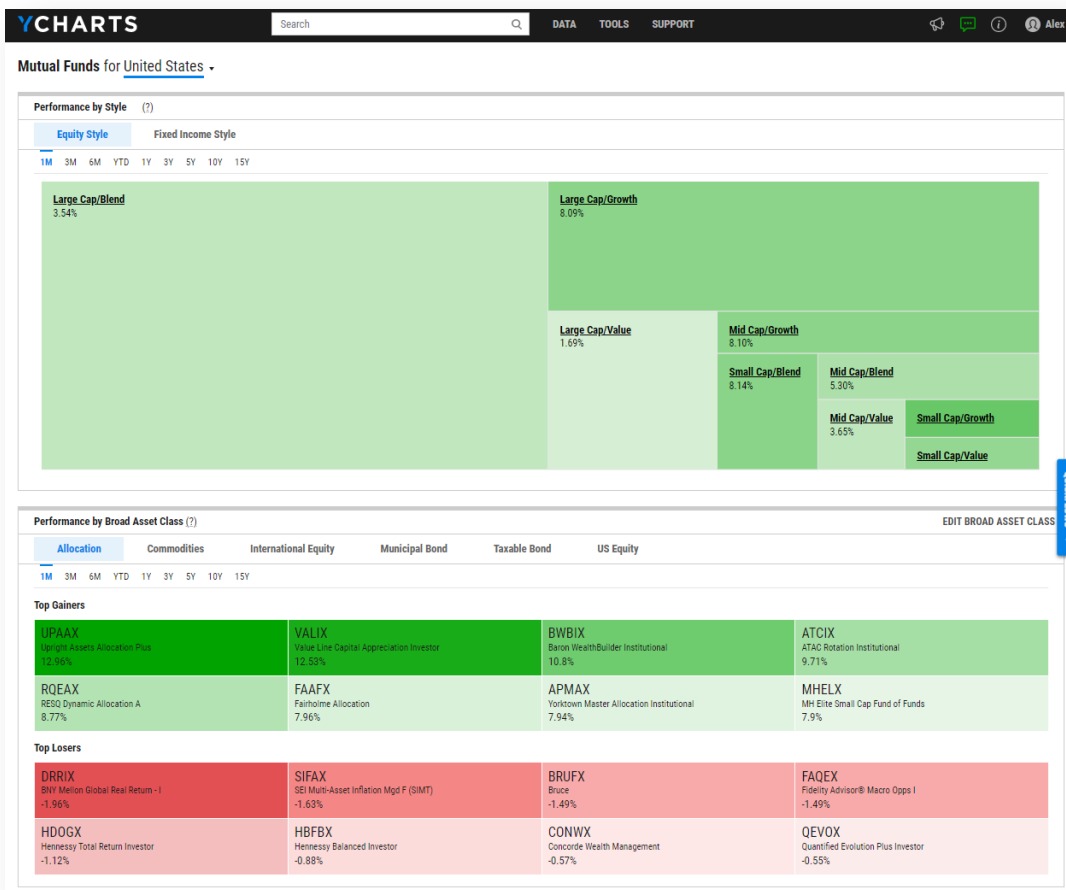 YCHARTS Search DATA TOOLS SUPPORT Alex
Mutual Funds for United States
Performance by Style (?)
Equity Style Fixed Income Style
1M 3M 6M YTD 1Y 3Y 5Y 10Y 15Y
Large Cap/Blend Large Cap/Growth
3.54% 8.09%
Large Cap/Value Mid Cap/Growth
1.69% 8.10%
Small Cap/Blend Mid Cap/Blend
8.14% 5.30%
Mid Cap/Value Small Cap/Growth
3.65%
Small Cap/Value
Performance by Broad Asset Class (?) EDIT BROAD ASSET CLASS
Allocation Commodities International Equity Municipal Bond Taxable Bond US Equity
1M 3M 6M YTD 1Y 3Y 5Y 10Y 15Y
Top Gainers
UPAAX VALIX BWBIX ATCIX
Upright Assets Allocation Plus Value Line Capital Appreciation Investor Baron WealthBuilder Institutional ATAC Rotation Institutional
12.96% 12.53% 10.8% 9.71%
RQEAX FAAFX APMAX MHELX
RESQ Dynamic Allocation A Fairholme Allocation Yorktown Master Allocation Institutional MH Elite Small Cap Fund of Funds
8.77% 7.96% 7.94% 7.9%
Top Losers
DRRIX SIFAX BRUFX FAQEX
BNY Mellon Global Real Return - I SEI Multi-Asset Inflation Mgd F (SIMT) Bruce Fidelity Advisor® Macro Opps I
-1.96% -1.63% -1.49% -1.49%
HDOGX HBFBX CONWX QEVOX
Hennessy Total Return Investor Hennessy Balanced Investor Concorde Wealth Management Quantified Evolution Plus Investor
-1.12% -0.88% -0.57% -0.55%